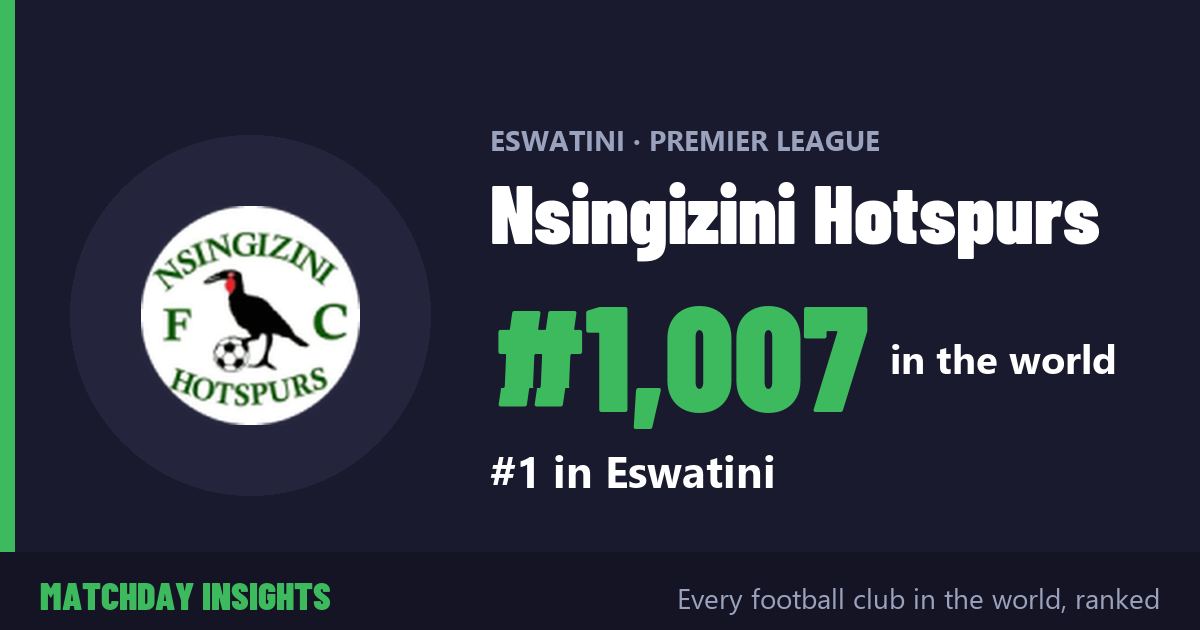 NSINGIZINI
F C
HOTSPURS
ESWATINI · PREMIER LEAGUE
Nsingizini Hotspurs
#1,007 in the world
#1 in Eswatini
MATCHDAY INSIGHTS
Every football club in the world, ranked